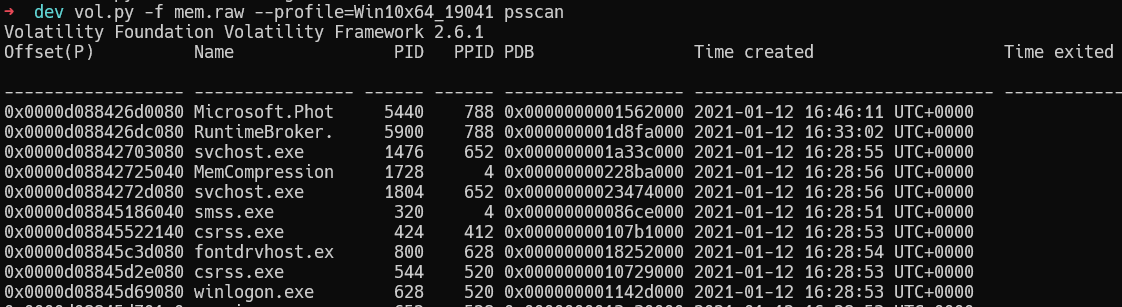 → dev vol.py -f mem.raw --profile=Win10x64_19041 psscan
Volatility Foundation Volatility Framework 2.6.1
Offset(P) Name PID PPID PDB Time created Time exited
------------------ ---------------- ------ ------ ------------------ ------------------------------ ------------
0x0000d088426d0080 Microsoft.Phot 5440 788 0x0000000001562000 2021-01-12 16:46:11 UTC+0000
0x0000d088426dc080 RuntimeBroker. 5900 788 0x000000001d8fa000 2021-01-12 16:33:02 UTC+0000
0x0000d08842703080 svchost.exe 1476 652 0x000000001a33c000 2021-01-12 16:28:55 UTC+0000
0x0000d08842725040 MemCompression 1728 4 0x00000000228ba000 2021-01-12 16:28:56 UTC+0000
0x0000d0884272d080 svchost.exe 1804 652 0x0000000023474000 2021-01-12 16:28:56 UTC+0000
0x0000d08845186040 smss.exe 320 4 0x00000000086ce000 2021-01-12 16:28:51 UTC+0000
0x0000d08845522140 csrss.exe 424 412 0x00000000107b1000 2021-01-12 16:28:53 UTC+0000
0x0000d08845c3d080 fontdrvhost.ex 800 628 0x0000000018252000 2021-01-12 16:28:54 UTC+0000
0x0000d08845d2e080 csrss.exe 544 520 0x0000000010729000 2021-01-12 16:28:53 UTC+0000
0x0000d08845d69080 winlogon.exe 628 520 0x000000001142d000 2021-01-12 16:28:53 UTC+0000